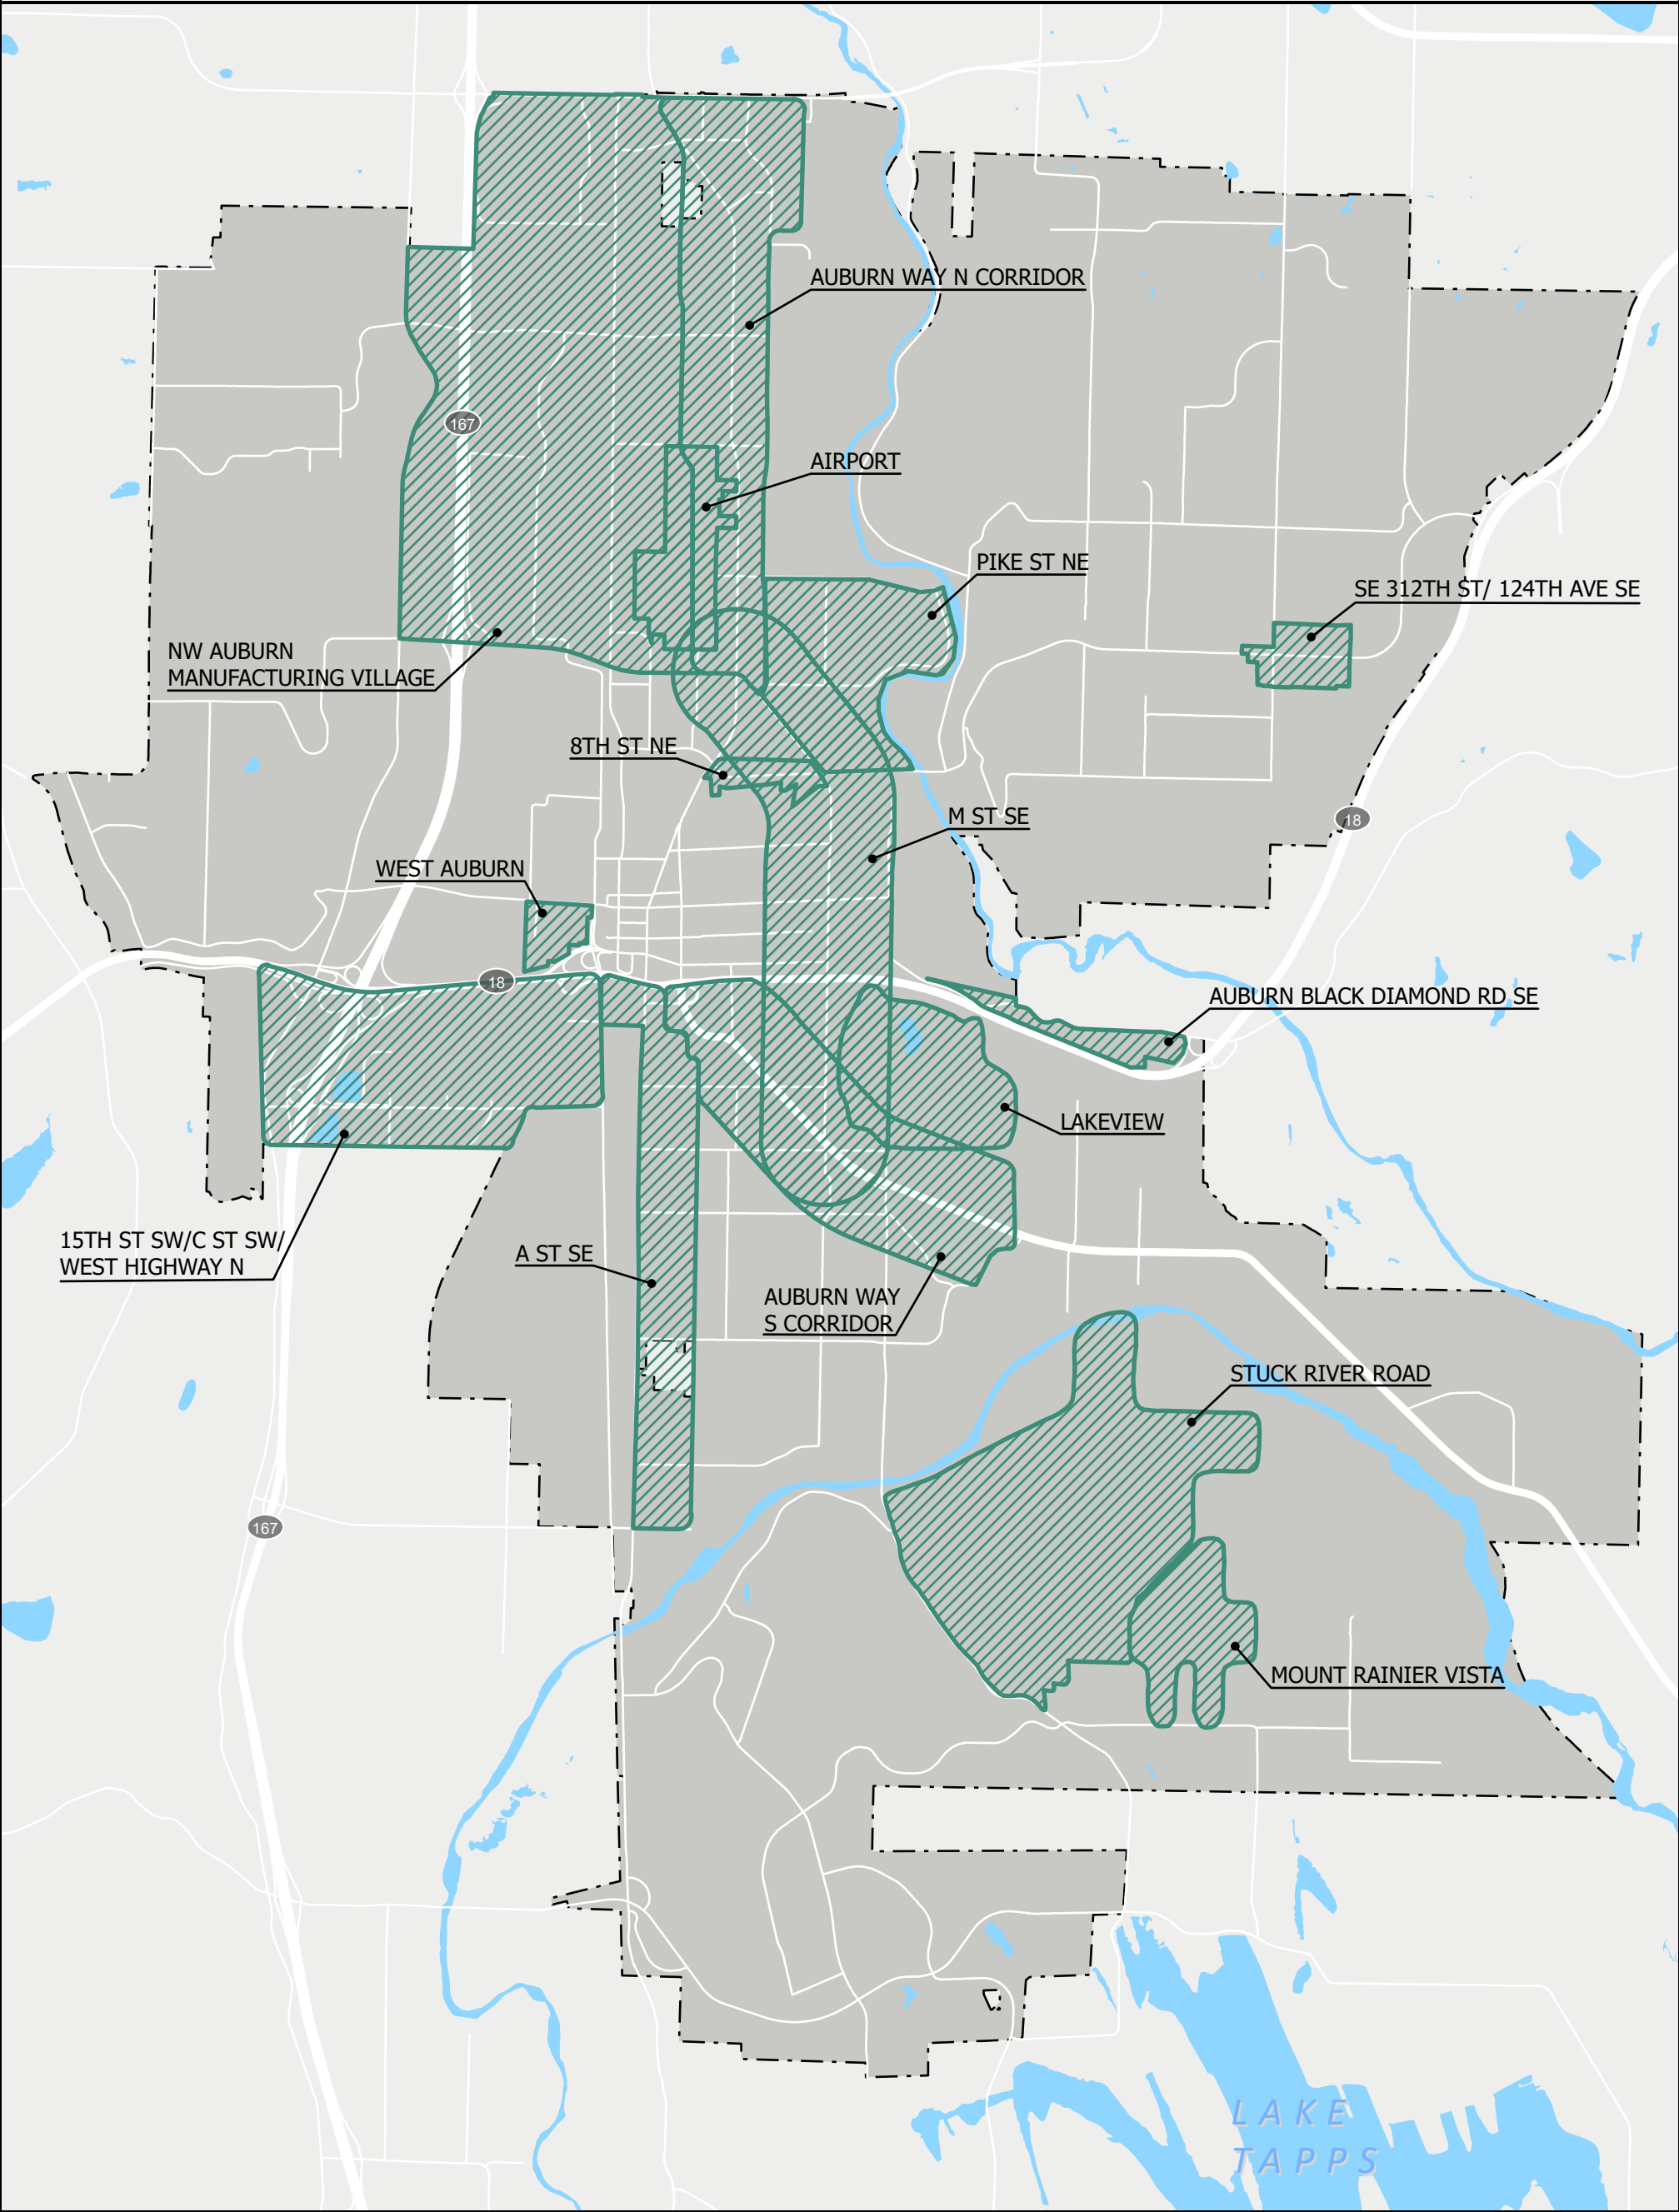 AUBURN WAY N CORRIDOR
167
AIRPORT
PIKE ST NE
SE 312TH ST/ 124TH AVE SE
NW AUBURN
MANUFACTURING VILLAGE
8TH ST NE
M ST SE
18
WEST AUBURN
18
AUBURN BLACK DIAMOND RD SE
LAKEVIEW
15TH ST SW/C ST SW/
WEST HIGHWAY N
A ST SE
AUBURN WAY
S CORRIDOR
STUCK RIVER ROAD
167
MOUNT RAINIER VISTA
LAKE
TAPPS